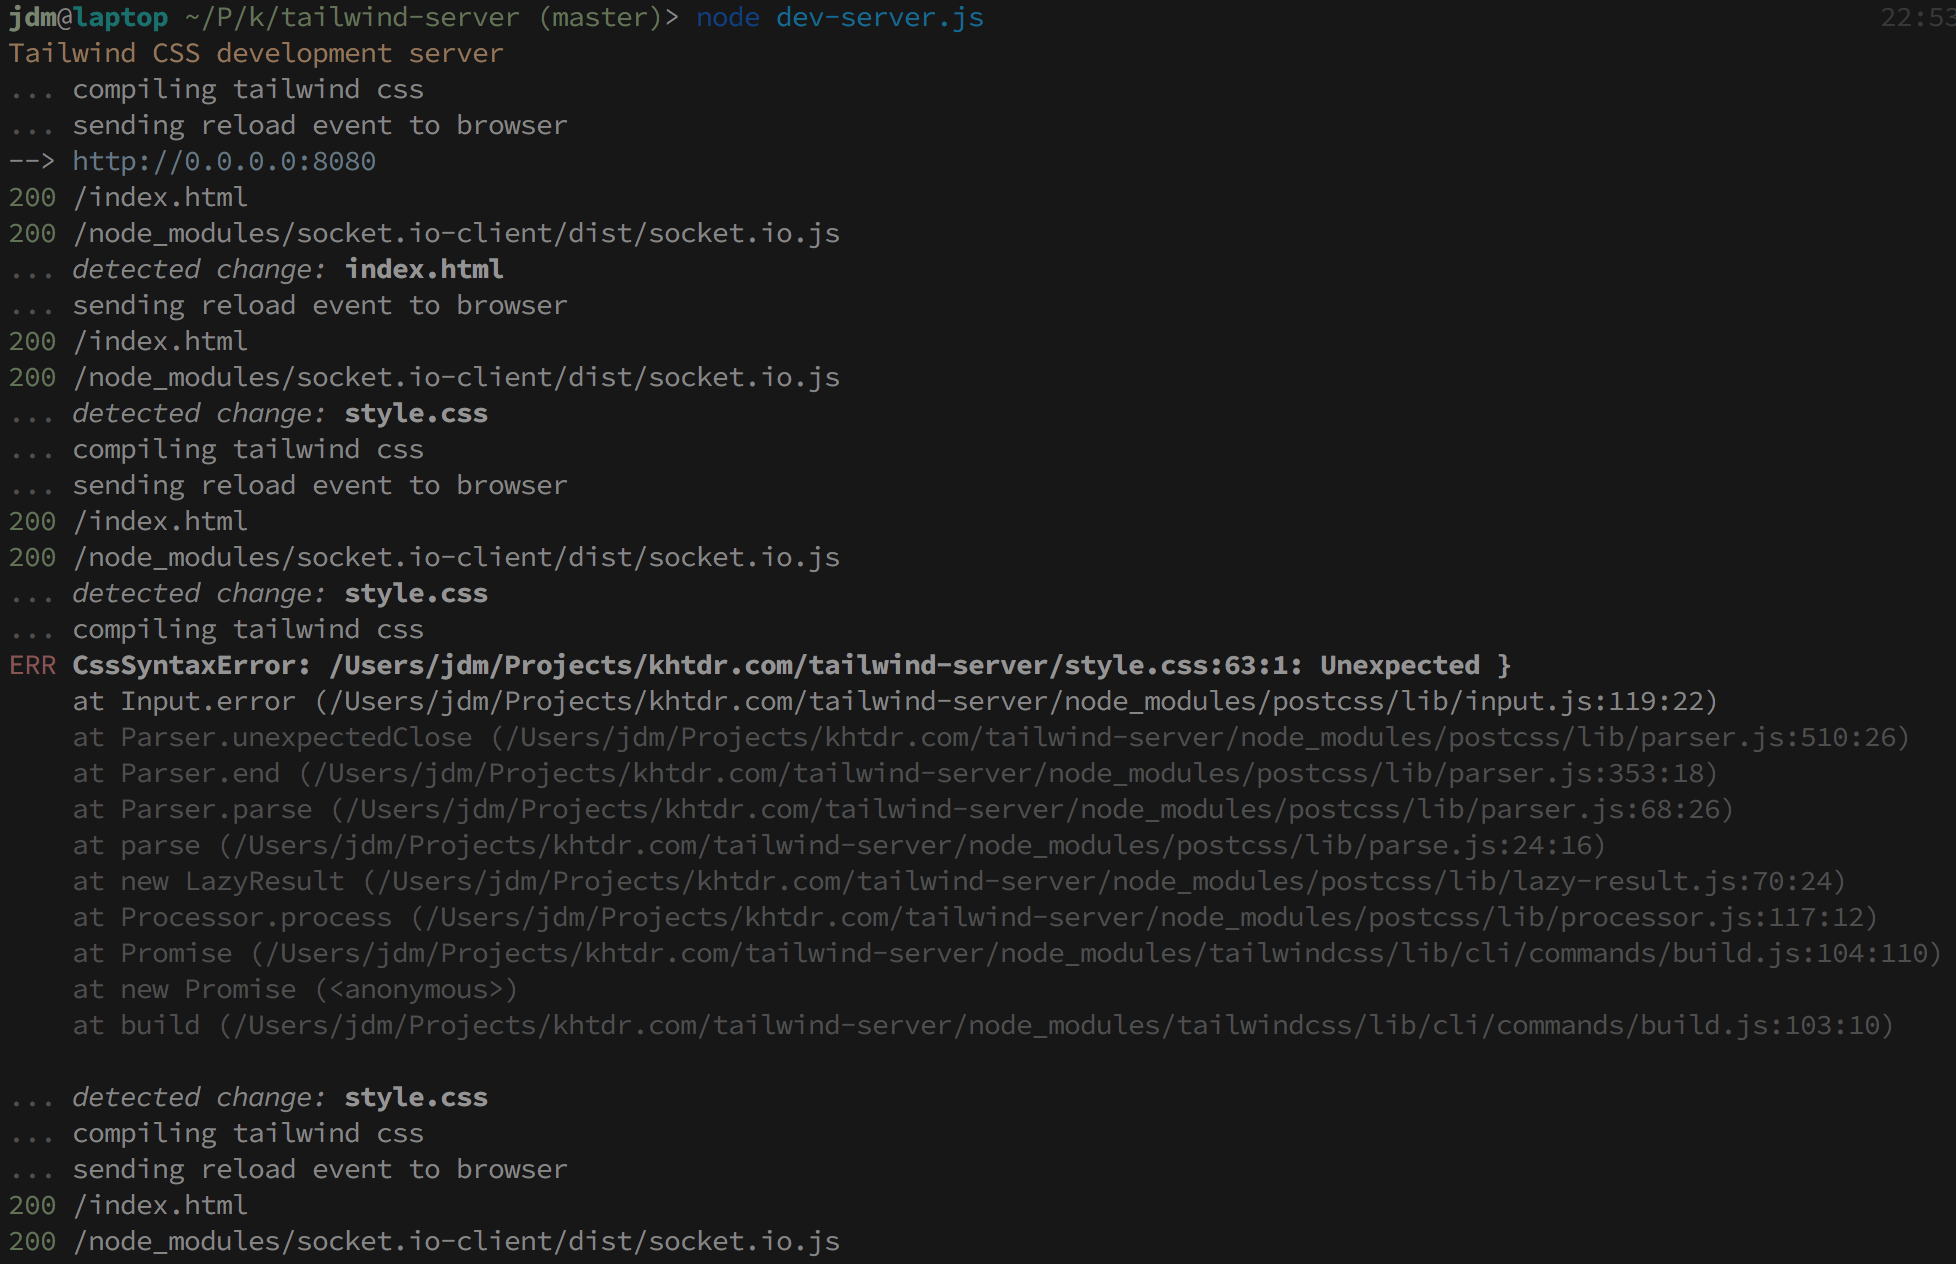 jdm@laptop ~/P/k/tailwind-server (master)> node dev-server.js 22:53
Tailwind CSS development server
... compiling tailwind css
... sending reload event to browser
--> http://0.0.0.0:8080
200 /index.html
200 /node_modules/socket.io-client/dist/socket.io.js
... detected change: index.html
... sending reload event to browser
200 /index.html
200 /node_modules/socket.io-client/dist/socket.io.js
... detected change: style.css
... compiling tailwind css
... sending reload event to browser
200 /index.html
200 /node_modules/socket.io-client/dist/socket.io.js
... detected change: style.css
... compiling tailwind css
ERR CssSyntaxError: /Users/jdm/Projects/khtdr.com/tailwind-server/style.css:63:1: Unexpected }
    at Input.error (/Users/jdm/Projects/khtdr.com/tailwind-server/node_modules/postcss/lib/input.js:119:22)
    at Parser.unexpectedClose (/Users/jdm/Projects/khtdr.com/tailwind-server/node_modules/postcss/lib/parser.js:510:26)
    at Parser.end (/Users/jdm/Projects/khtdr.com/tailwind-server/node_modules/postcss/lib/parser.js:353:18)
    at Parser.parse (/Users/jdm/Projects/khtdr.com/tailwind-server/node_modules/postcss/lib/parser.js:68:26)
    at parse (/Users/jdm/Projects/khtdr.com/tailwind-server/node_modules/postcss/lib/parse.js:24:16)
    at new LazyResult (/Users/jdm/Projects/khtdr.com/tailwind-server/node_modules/postcss/lib/lazy-result.js:70:24)
    at Processor.process (/Users/jdm/Projects/khtdr.com/tailwind-server/node_modules/postcss/lib/processor.js:117:12)
    at Promise (/Users/jdm/Projects/khtdr.com/tailwind-server/node_modules/tailwindcss/lib/cli/commands/build.js:104:110)
    at new Promise (<anonymous>)
    at build (/Users/jdm/Projects/khtdr.com/tailwind-server/node_modules/tailwindcss/lib/cli/commands/build.js:103:10)
... detected change: style.css
... compiling tailwind css
... sending reload event to browser
200 /index.html
200 /node_modules/socket.io-client/dist/socket.io.js